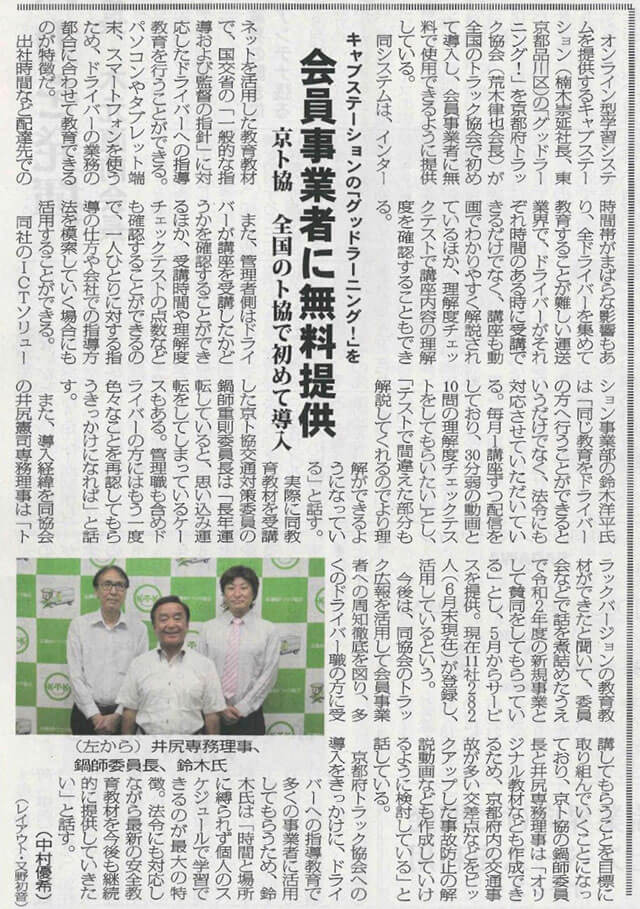 キャブステーションの「グッドラーニング!」を
会員事業者に無料提供
京ト協 全国のト協で初めて導入
オンライン型学習システ
ムを提供するキャブステー
ション(楠木崇延社長、東
京都品川区)の「グッドラー
ニング!」を京都府トラッ
ク協会(荒木律也会長)が
全国のトラック協会で初め
て導入し、会員事業者に無
料で使用できるように提供
している。
同システムは、インター
ネットを活用した教育教材
で、国交省の「一般的な指
導および監督の指針」に対
応したドライバーへの指導
教育を行うことができる。
パソコンやタブレット端
末、スマートフォンを使う
ため、ドライバーの業務の
都合に合わせて教育できる
のが特徴だ。
出社時間など配達先での
時間帯がまばらな影響もあ
り、全ドライバーを集めて
教育することが難しい運送
業界で、ドライバーがそれ
ぞれ時間のある時に受講で
きるだけでなく、講座も動
画でわかりやすく解説され
ているほか、理解度チェッ
クテストで講座内容の理解
度を確認することもでき
る。
また、管理者側はドライ
バーが講座を受講したかど
うかを確認することができ
るほか、受講時間や理解度
チェックテストの点数など
も確認することができるの
で、一人ひとりに対する指
導の仕方や会社での指導方
法を模索していく場合にも
活用することができる。
同社のICTソリュー
ション事業部の鈴木洋平氏
は「同じ教育をドライバー
の方へ行うことができると
いうだけでなく、法令にも
対応させていただいてい
る。毎月1講座ずつ配信を
しており、30分弱の動画と
10問の理解度チェックテス
トをしてもらいたい」とし、
「テストで間違えた部分も
解説してくれるのでより理
解ができるよ
うになってい
る」と話す。
実際に同教
育教材を受講
した京ト協交通対策委員の
鍋師重則委員長は「長年運
転していると、思い込み運
転をしてしまっているケー
スもある。管理職も含めド
ライバーの方にはもう一度
色々なことを再認してもら
うきっかけになれば」と話
す。
また、導入経緯を同協会
の井尻憲司専務理事は「ト
ラックバージョンの教育教
材ができたと聞いて、委員
会などで話を煮詰めたうえ
で令和2年度の新規事業と
して賛同をしてもらってい
る」とし、5月からサービ
スを提供。現在11社282
人(6月末現在)が登録し、
活用しているという。
今後は、同協会のトラッ
ク広報を活用して会員事業
者への周知徹底を図り、多
くのドライバー職の方に受
講してもらうことを目標に
取り組んでいくことになっ
ており、京ト協の鍋師委員
長と井尻専務理事は「オリ
ジナル教材なども作成でき
るため、京都府内の交通事
故が多い交差点などをピッ
クアップした事故防止の解
説動画なども作成していけ
るように検討している」と
話している。
京都府トラック協会への
導入をきっかけに、ドライ
バーへの指導教育で
多くの事業者に活用
してもらうため、鈴
木氏は「時間と場所
に縛られず個人のス
ケジュールで学習で
きるのが最大の特
徴。法令にも対応し
ながら最新の安全教
育教材を今後も継続
的に提供していきた
い」と話す。
(中村優希)
(レイアウト・又野初音)
(左から)井尻専務理事、
鍋師委員長、鈴木氏